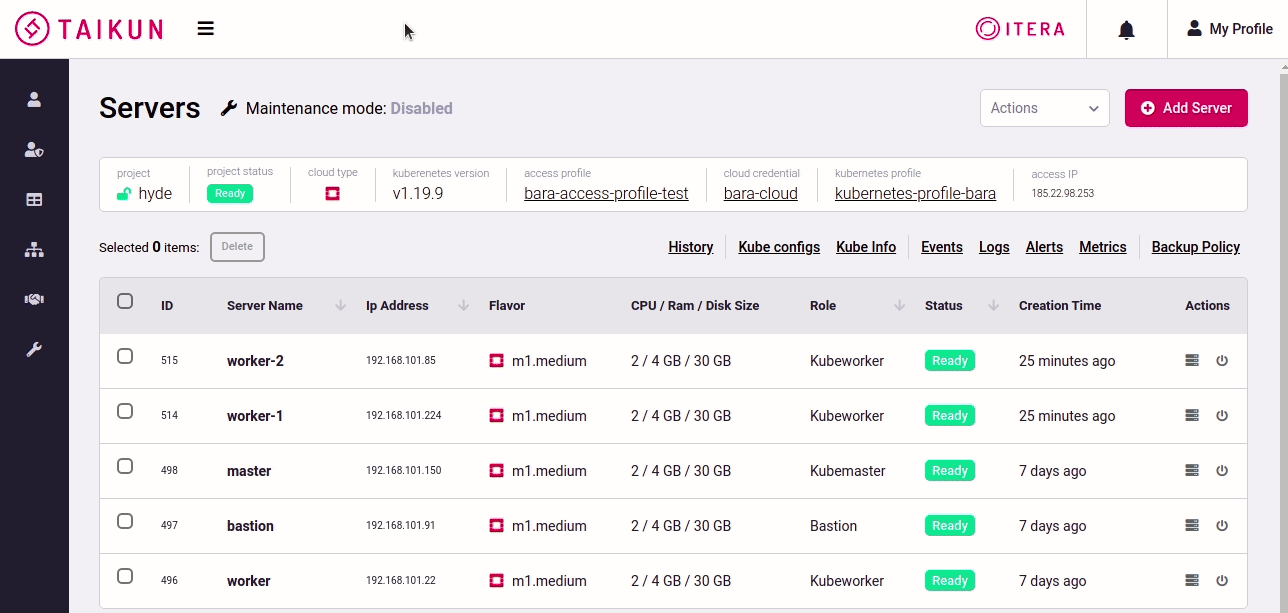 TAIKUN
ITERA
My Profile
Servers
Maintenance mode: Disabled
Actions
Add Server
project
hyde
project status
Ready
cloud type
kuberenetes version
v1.19.9
access profile
bara-access-profile-test
cloud credential
bara-cloud
kubernetes profile
kubernetes-profile-bara
access IP
185.22.98.253
Selected 0 items:
Delete
History Kube configs Kube Info Events Logs Alerts Metrics Backup Policy
ID Server Name Ip Address Flavor CPU / Ram / Disk Size Role Status Creation Time Actions
515 worker-2 192.168.101.85 m1.medium 2 / 4 GB / 30 GB Kubeworker Ready 25 minutes ago
514 worker-1 192.168.101.224 m1.medium 2 / 4 GB / 30 GB Kubeworker Ready 25 minutes ago
498 master 192.168.101.150 m1.medium 2 / 4 GB / 30 GB Kubemaster Ready 7 days ago
497 bastion 192.168.101.91 m1.medium 2 / 4 GB / 30 GB Bastion Ready 7 days ago
496 worker 192.168.101.22 m1.medium 2 / 4 GB / 30 GB Kubeworker Ready 7 days ago